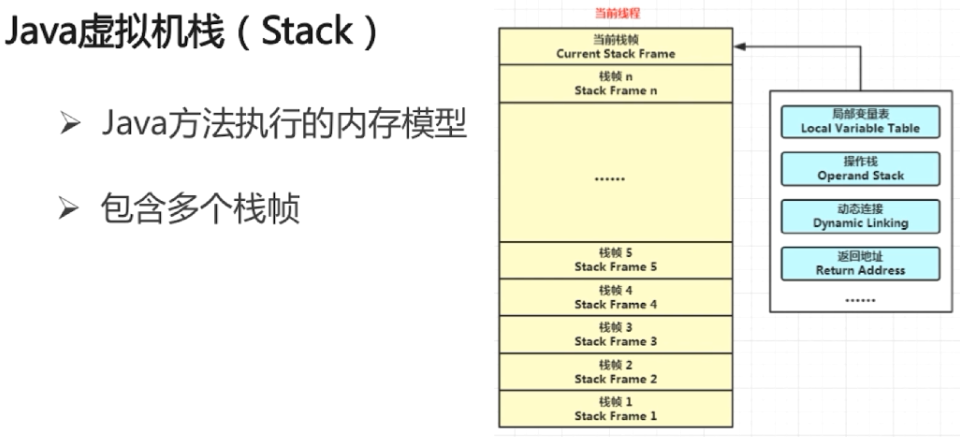 Java虚拟机栈（Stack）
Java方法执行的内存模型
包含多个栈帧
当前线程
当前栈帧
Current Stack Frame
栈帧 n
Stack Frame n
......
栈帧 5
Stack Frame 5
栈帧 4
Stack Frame 4
栈帧 3
Stack Frame 3
栈帧 2
Stack Frame 2
栈帧 1
Stack Frame 1
局部变量表
Local Variable Table
操作栈
Operand Stack
动态连接
Dynamic Linking
返回地址
Return Address
......